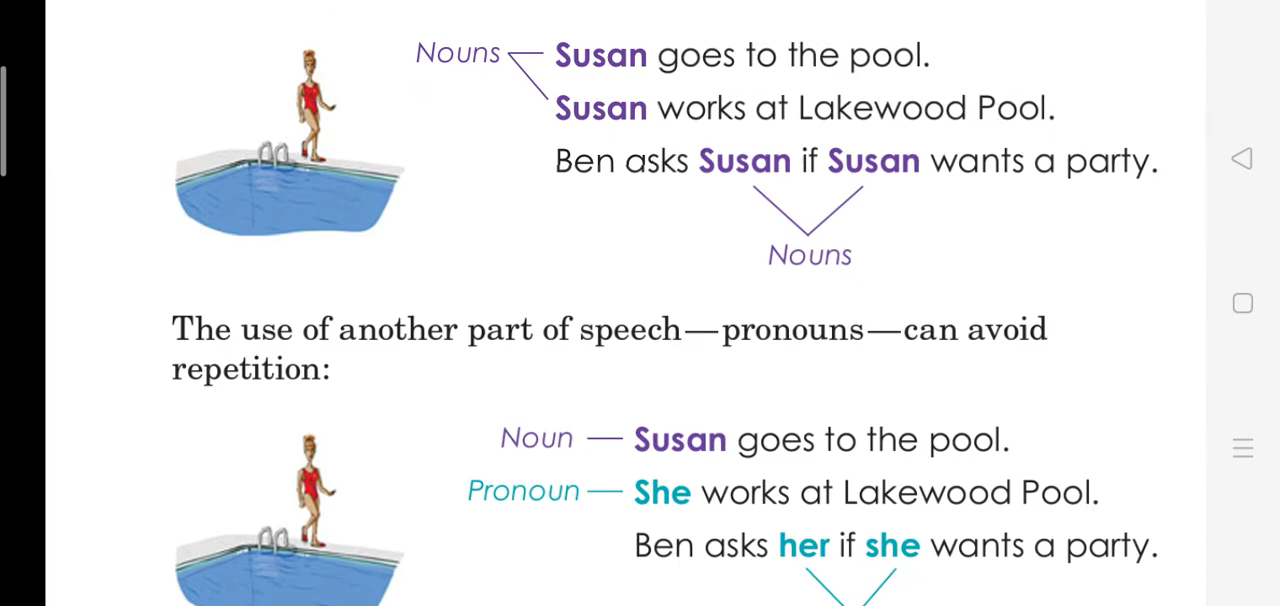 Nouns Susan goes to the pool.
Susan works at Lakewood Pool.
Ben asks Susan if Susan wants a party.
Nouns
The use of another part of speech—pronouns—can avoid
repetition:
Noun — Susan goes to the pool.
Pronoun — She works at Lakewood Pool.
Ben asks her if she wants a party.